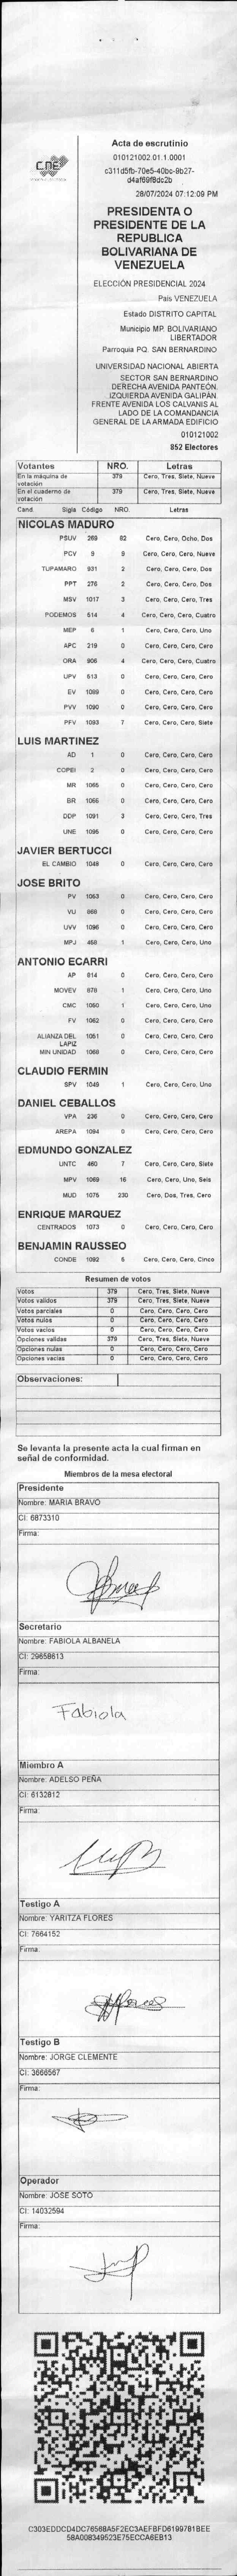 CNE
Acta de escrutinio
010121002.01.1.0001
c311d5fb-70e5-40bc-9b27-
d4af69f8dc2b
28/07/2024 07:12:09 PM
PRESIDENTA O
PRESIDENTE DE LA
REPUBLICA
BOLIVARIANA DE
VENEZUELA
ELECCIÓN PRESIDENCIAL 2024
País VENEZUELA
Estado DISTRITO CAPITAL
Municipio MP. BOLIVARIANO
LIBERTADOR
Parroquia PQ. SAN BERNARDINO
UNIVERSIDAD NACIONAL ABIERTA
SECTOR SAN BERNARDINO
DERECHA AVENIDA PANTEÓN.
IZQUIERDA AVENIDA GALIPÁN.
FRENTE AVENIDA LOS CALVANIS AL
LADO DE LA COMANDANCIA
GENERAL DE LA ARMADA EDIFICIO
010121002
852 Electores
Votantes NRO. Letras
En la máquina de votación 379 Cero, Tres, Siete, Nueve
En el cuaderno de votación 379 Cero, Tres, Siete, Nueve
Cand. Sigla Código NRO. Letras
NICOLAS MADURO
PSUV 269 82 Cero, Cero, Ocho, Dos
PCV 9 9 Cero, Cero, Cero, Nueve
TUPAMARO 931 2 Cero, Cero, Cero, Dos
PPT 276 2 Cero, Cero, Cero, Dos
MSV 1017 3 Cero, Cero, Cero, Tres
PODEMOS 514 4 Cero, Cero, Cero, Cuatro
MEP 6 1 Cero, Cero, Cero, Uno
APC 219 0 Cero, Cero, Cero, Cero
ORA 906 4 Cero, Cero, Cero, Cuatro
UPV 513 0 Cero, Cero, Cero, Cero
EV 1089 0 Cero, Cero, Cero, Cero
PVV 1090 0 Cero, Cero, Cero, Cero
PFV 1093 7 Cero, Cero, Cero, Siete
LUIS MARTINEZ
AD 1 0 Cero, Cero, Cero, Cero
COPEI 2 0 Cero, Cero, Cero, Cero
MR 1065 0 Cero, Cero, Cero, Cero
BR 1066 0 Cero, Cero, Cero, Cero
DDP 1091 3 Cero, Cero, Cero, Tres
UNE 1095 0 Cero, Cero, Cero, Cero
JAVIER BERTUCCI
EL CAMBIO 1048 0 Cero, Cero, Cero, Cero
JOSE BRITO
PV 1053 0 Cero, Cero, Cero, Cero
VU 868 0 Cero, Cero, Cero, Cero
UVV 1096 0 Cero, Cero, Cero, Cero
MPJ 458 1 Cero, Cero, Cero, Uno
ANTONIO ECARRI
AP 814 0 Cero, Cero, Cero, Cero
MOVEV 878 1 Cero, Cero, Cero, Uno
CMC 1050 1 Cero, Cero, Cero, Uno
FV 1062 0 Cero, Cero, Cero, Cero
ALIANZA DEL LAPIZ 1051 0 Cero, Cero, Cero, Cero
MIN UNIDAD 1068 0 Cero, Cero, Cero, Cero
CLAUDIO FERMIN
SPV 1049 1 Cero, Cero, Cero, Uno
DANIEL CEBALLOS
VPA 236 0 Cero, Cero, Cero, Cero
AREPA 1094 0 Cero, Cero, Cero, Cero
EDMUNDO GONZALEZ
UNTC 460 7 Cero, Cero, Cero, Siete
MPV 1069 16 Cero, Cero, Uno, Seis
MUD 1075 230 Cero, Dos, Tres, Cero
ENRIQUE MARQUEZ
CENTRADOS 1073 0 Cero, Cero, Cero, Cero
BENJAMIN RAUSSEO
CONDE 1092 5 Cero, Cero, Cero, Cinco
Resumen de votos
Votos 379 Cero, Tres, Siete, Nueve
Votos validos 379 Cero, Tres, Siete, Nueve
Votos parciales 0 Cero, Cero, Cero, Cero
Votos nulos 0 Cero, Cero, Cero, Cero
Votos vacios 0 Cero, Cero, Cero, Cero
Opciones validas 379 Cero, Tres, Siete, Nueve
Opciones nulas 0 Cero, Cero, Cero, Cero
Opciones vacias 0 Cero, Cero, Cero, Cero
Observaciones:
Se levanta la presente acta la cual firman en
señal de conformidad.
Miembros de la mesa electoral
Presidente
Nombre: MARIA BRAVO
CI: 6873310
Firma:
Secretario
Nombre: FABIOLA ALBANELA
CI: 29658613
Firma:
Fabiola
Miembro A
Nombre: ADELSO PEÑA
CI: 6132812
Firma:
Testigo A
Nombre: YARITZA FLORES
CI: 7664152
Firma:
Testigo B
Nombre: JORGE CLEMENTE
CI: 3666567
Firma:
Operador
Nombre: JOSE SOTO
CI: 14032594
Firma:
C303EDDCD4DC76568A5F2EC3AEFBFD6199781BEE
58A008349523E75ECCA6EB13